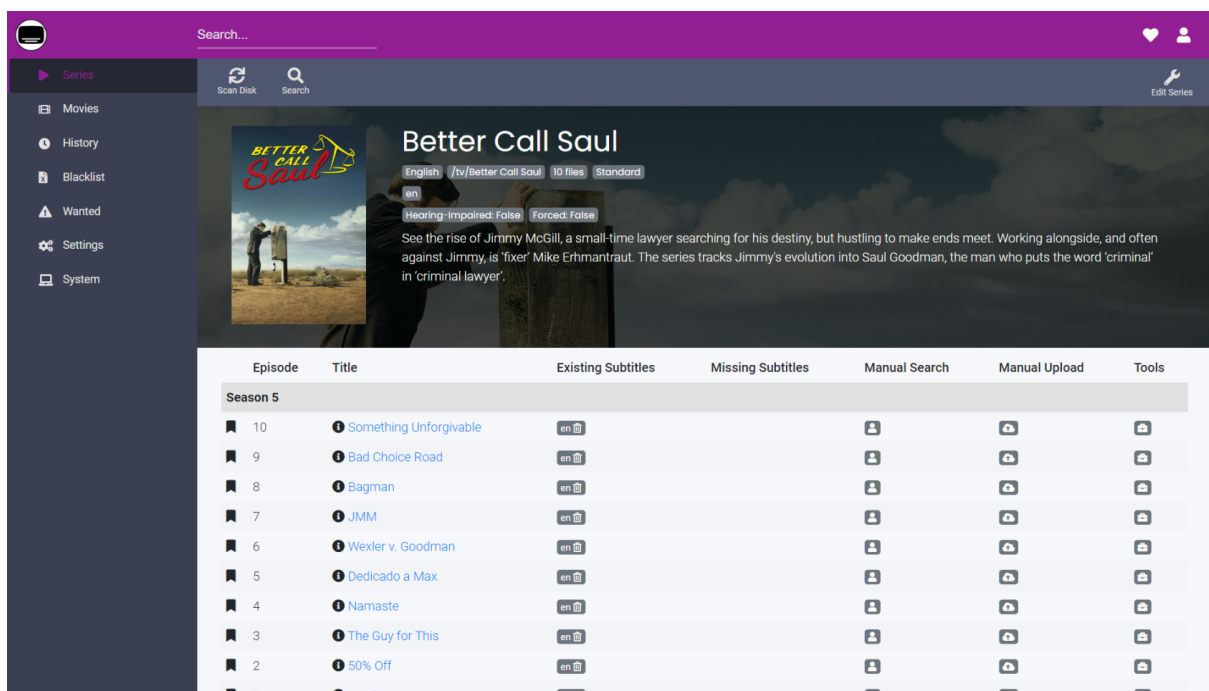 Search...
Series
Movies
History
Blacklist
Wanted
Settings
System
Scan Disk Search Edit Series
BETTER
CALL
Saul
Better Call Saul
English /tv/Better Call Saul 10 files Standard
en
Hearing-Impaired: False Forced: False
See the rise of Jimmy McGill, a small-time lawyer searching for his destiny, but hustling to make ends meet. Working alongside, and often
against Jimmy, is ‘fixer’ Mike Erhmantraut. The series tracks Jimmy's evolution into Saul Goodman, the man who puts the word ‘criminal’
in ‘criminal lawyer’.
Episode Title Existing Subtitles Missing Subtitles Manual Search Manual Upload Tools
Season 5
10 Something Unforgivable en
9 Bad Choice Road en
8 Bagman en
7 JMM en
6 Wexler v. Goodman en
5 Dedicado a Max en
4 Namaste en
3 The Guy for This en
2 50% Off en